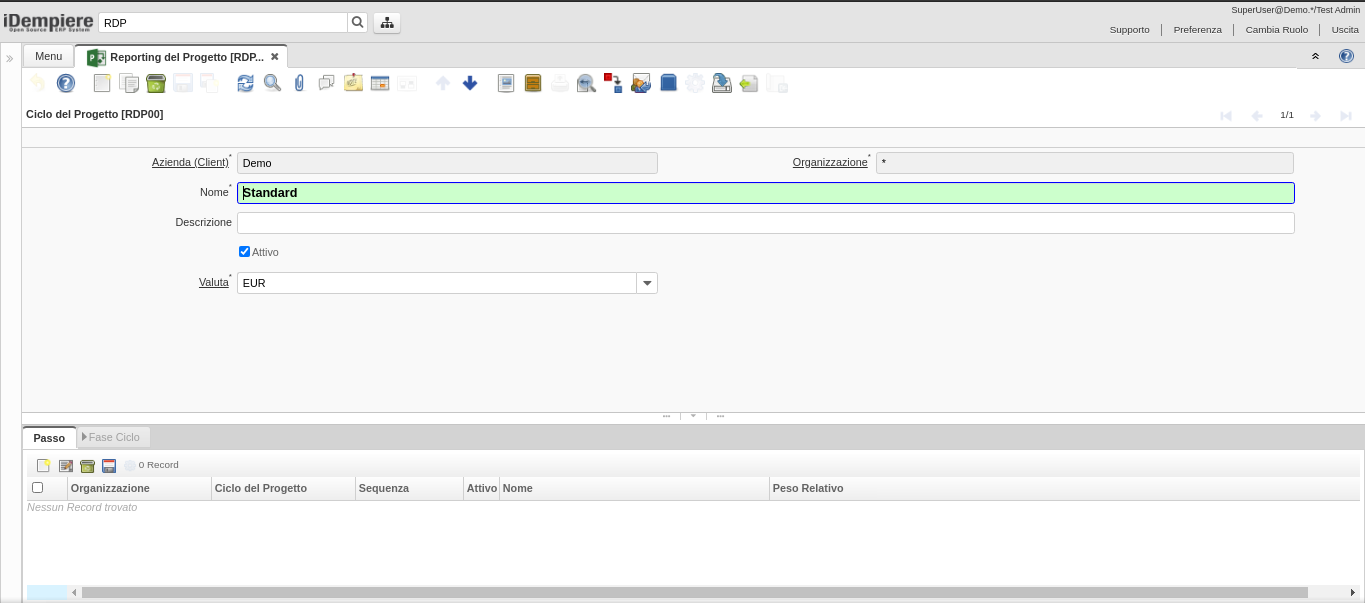 SuperUser@Demo.*/Test Admin
iDempiere
Open Source ERP System
RDP
Supporto
Preferenza
Cambia Ruolo
Uscita
Menu
Reporting del Progetto [RDP...
Ciclo del Progetto [RDP00]
1/1
Azienda (Client)* Demo
Organizzazione* *
Nome* Standard
Descrizione
Attivo
Valuta* EUR
Passo
Fase Ciclo
0 Record
Organizzazione Ciclo del Progetto Sequenza Attivo Nome Peso Relativo
Nessun Record trovato